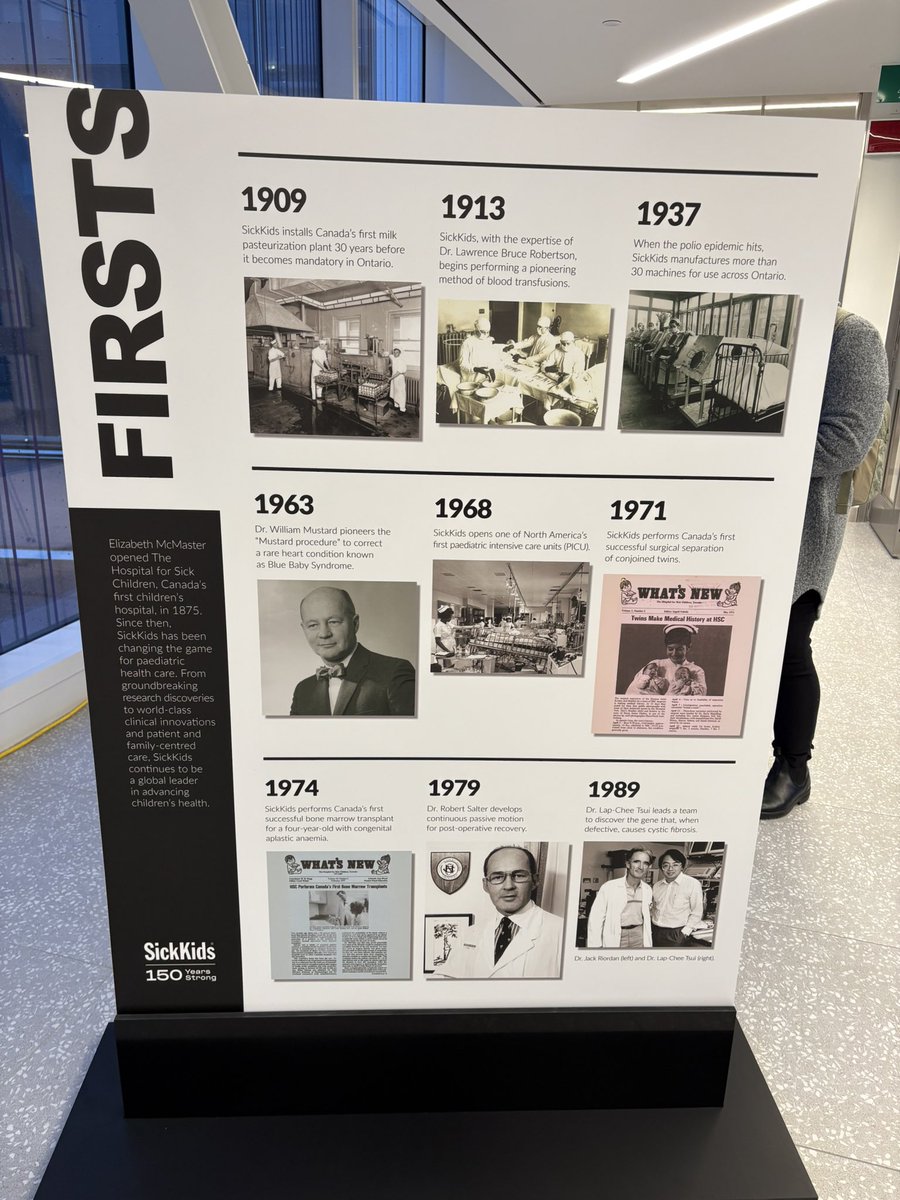 FIRSTS
Elizabeth McMaster
opened The
Hospital for Sick
Children, Canada's
first children's
hospital, in 1875.
Since then,
SickKids has been
changing the game
for paediatric
health care. From
groundbreaking
research discoveries
to world-class
clinical innovations
and patient and
family-centred
care, SickKids
continues to be
a global leader
in advancing
children's health.
SickKids
150 Years Strong
1909
SickKids installs Canada's first milk
pasteurization plant 30 years before
it becomes mandatory in Ontario.
1913
SickKids, with the expertise of
Dr. Lawrence Bruce Robertson,
begins performing a pioneering
method of blood transfusions.
1937
When the polio epidemic hits,
SickKids manufactures more than
30 machines for use across Ontario.
1963
Dr. William Mustard pioneers the
"Mustard procedure" to correct
a rare heart condition known
as Blue Baby Syndrome.
1968
SickKids opens one of North America's
first paediatric intensive care units (PICU).
1971
SickKids performs Canada's first
successful surgical separation
of conjoined twins.
WHAT'S NEW
Twins Make Medical History at HSC
1974
SickKids performs Canada's first
successful bone marrow transplant
for a four-year-old with congenital
aplastic anaemia.
WHAT'S NEW
HSC Performs Canada's First Bone Marrow Transplants
1979
Dr. Robert Salter develops
continuous passive motion
for post-operative recovery.
1989
Dr. Lap-Chee Tsui leads a team
to discover the gene that, when
defective, causes cystic fibrosis.
Dr. Jack Riordan (left) and Dr. Lap-Chee Tsui (right).